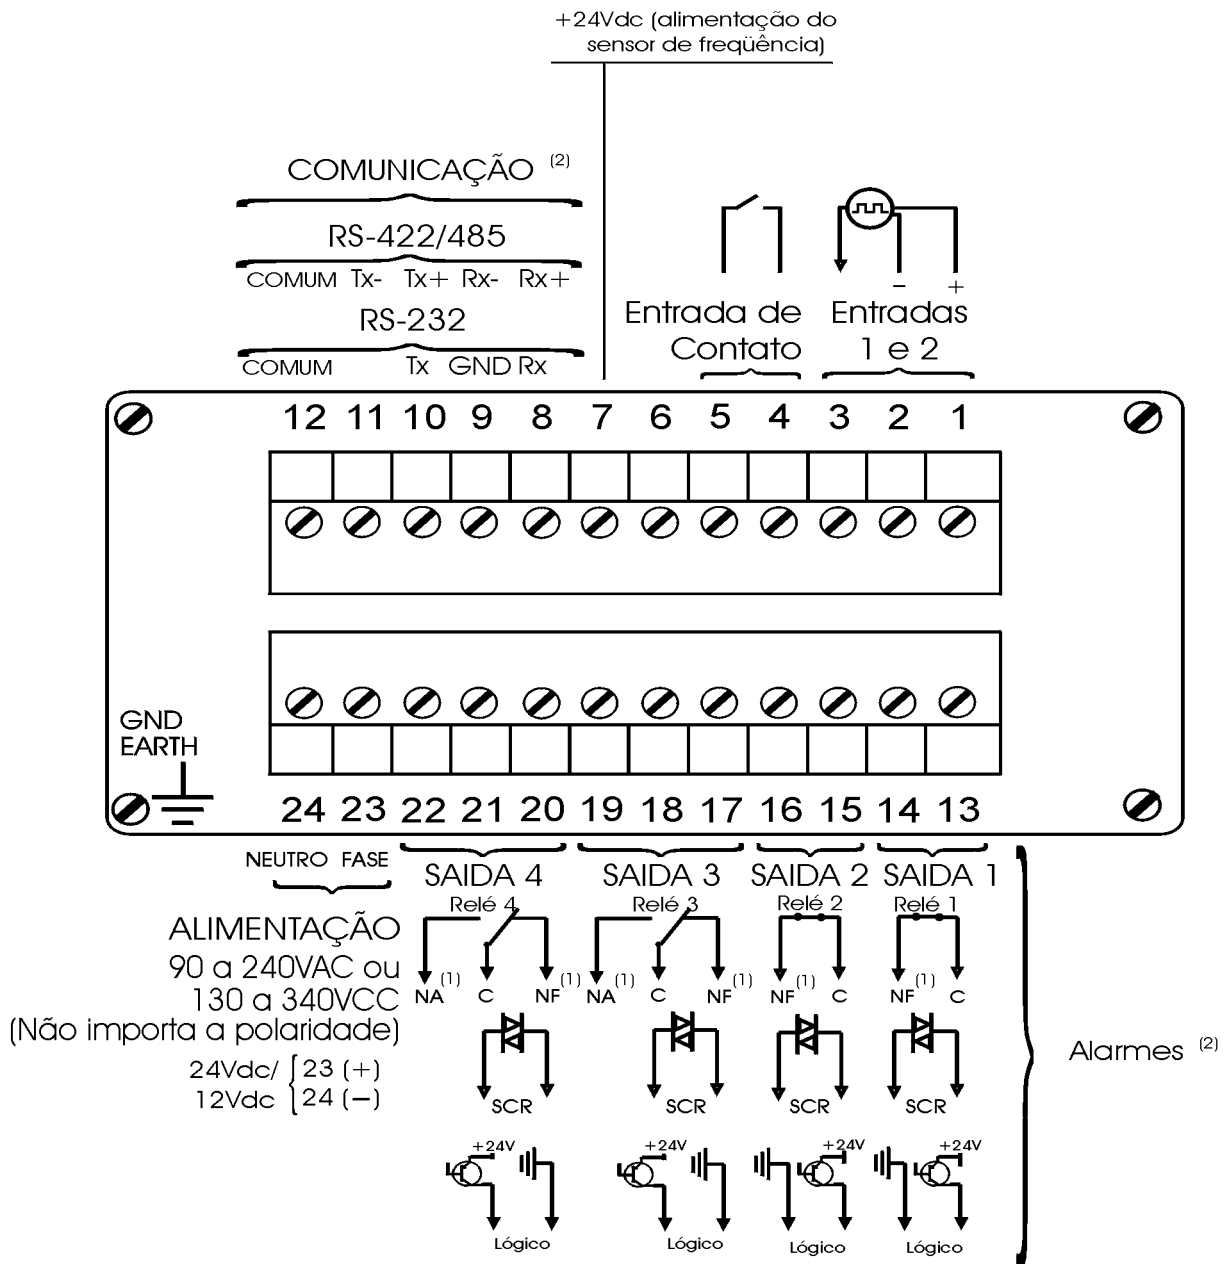 +24Vdc (alimentação do
sensor de freqüência)
COMUNICAÇÃO (2)
RS-422/485
COMUM Tx- Tx+ Rx- Rx+
RS-232
COMUM Tx GND Rx
Entrada de
Contato
- +
Entradas
1 e 2
12 11 10 9 8 7 6 5 4 3 2 1
GND
EARTH
24 23 22 21 20 19 18 17 16 15 14 13
NEUTRO FASE
ALIMENTAÇÃO
90 a 240VAC ou
130 a 340VCC
(Não importa a polaridade)
24Vdc/ 23 (+)
12Vdc 24 (−)
SAIDA 4 SAIDA 3 SAIDA 2 SAIDA 1
Relé 4 Relé 3 Relé 2 Relé 1
NA (1) C NF (1) NA (1) C NF (1) NF (1) C NF (1) C
SCR SCR SCR SCR
+24V +24V +24V +24V
Lógico Lógico Lógico Lógico
Alarmes (2)